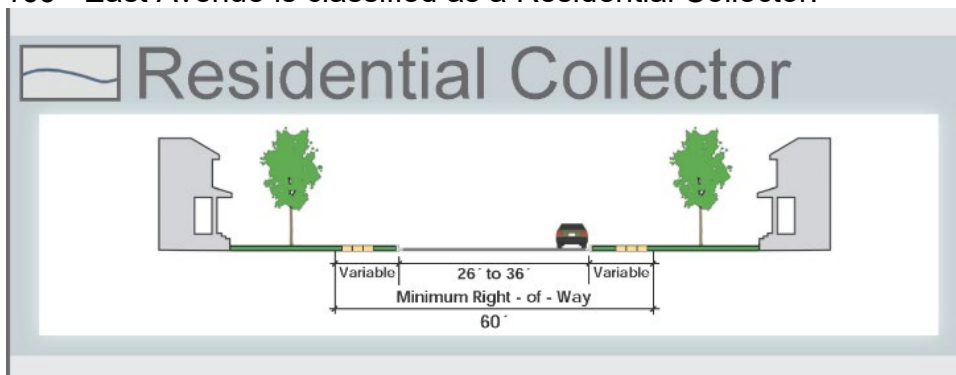 East Avenue is classified as a Residential Collector.
Residential Collector
Variable 26´ to 36´ Variable
Minimum Right - of - Way
60´